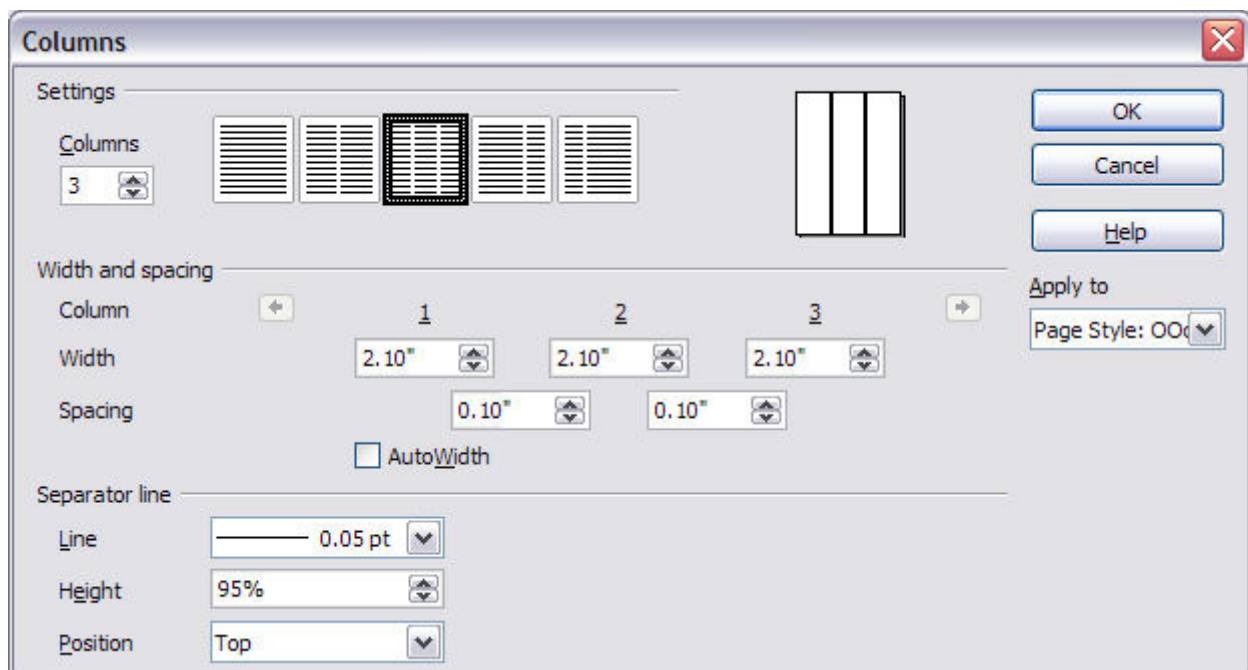 Columns
Settings
Columns
3
OK
Cancel
Help
Width and spacing
Column 1 2 3
Width 2.10" 2.10" 2.10"
Spacing 0.10" 0.10"
AutoWidth
Apply to
Page Style: OO
Separator line
Line 0.05 pt
Height 95%
Position Top